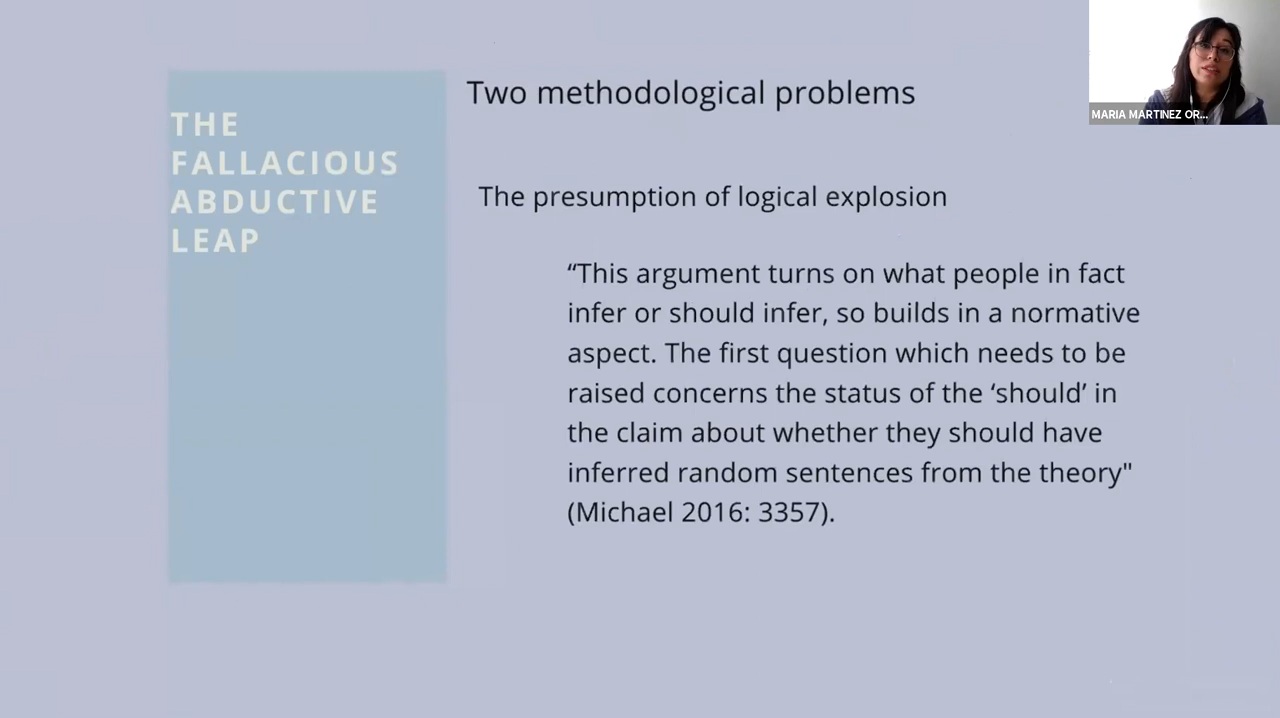 THE
FALLACIOUS
ABDUCTIVE
LEAP
Two methodological problems
The presumption of logical explosion
“This argument turns on what people in fact
infer or should infer, so builds in a normative
aspect. The first question which needs to be
raised concerns the status of the ‘should’ in
the claim about whether they should have
inferred random sentences from the theory"
(Michael 2016: 3357).
MARIA MARTINEZ OR...